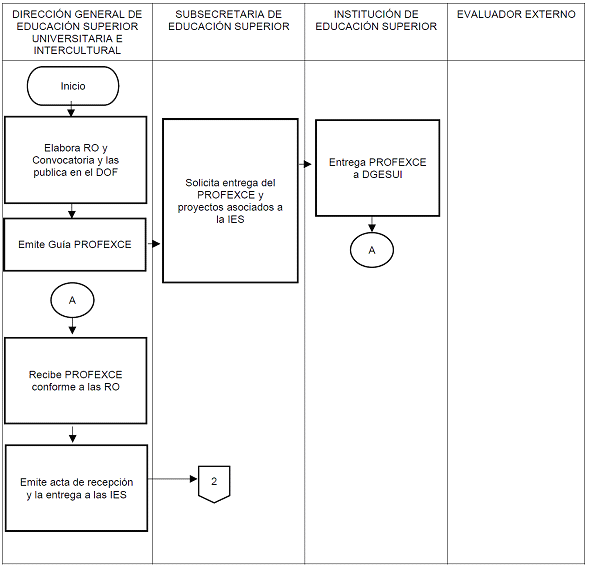 DIRECCIÓN GENERAL DE
EDUCACIÓN SUPERIOR
UNIVERSITARIA E
INTERCULTURAL
SUBSECRETARIA DE
EDUCACIÓN SUPERIOR
INSTITUCIÓN DE
EDUCACIÓN SUPERIOR
EVALUADOR EXTERNO
Inicio
Elabora RO y
Convocatoria y las
publica en el DOF
Emite Guía PROFEXCE
Solicita entrega del
PROFEXCE y
proyectos asociados a
la IES
Entrega PROFEXCE
a DGESUI
A
A
Recibe PROFEXCE
conforme a las RO
Emite acta de recepción
y la entrega a las IES
2